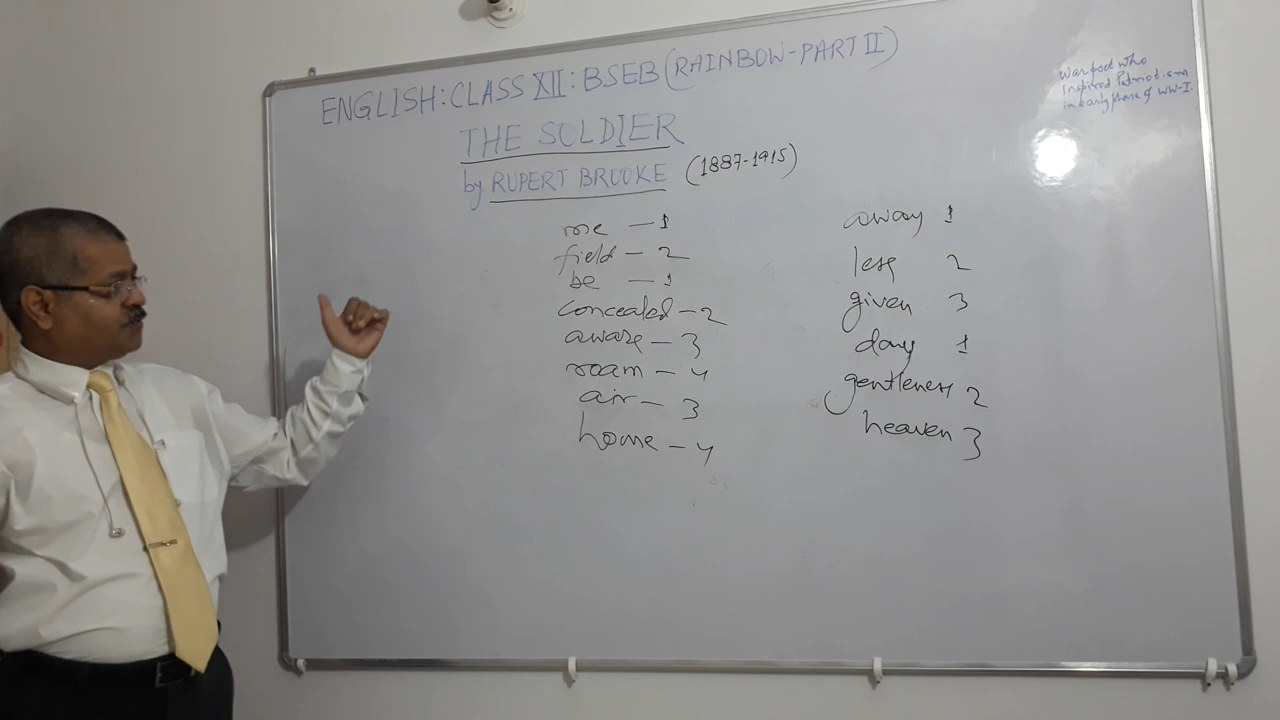 ENGLISH: CLASS XII: BSEB (RAINBOW-PART II)
THE SOLDIER
by RUPERT BROOKE (1887-1915)
War poet who
inspired Patriotism
in early phase of WW-I.
me — 1
field — 2
be — 1
concealed — 2
aware — 3
roam — 4
air — 3
home — 4
away 1
less 2
given 3
day 1
gentleness 2
heaven 3